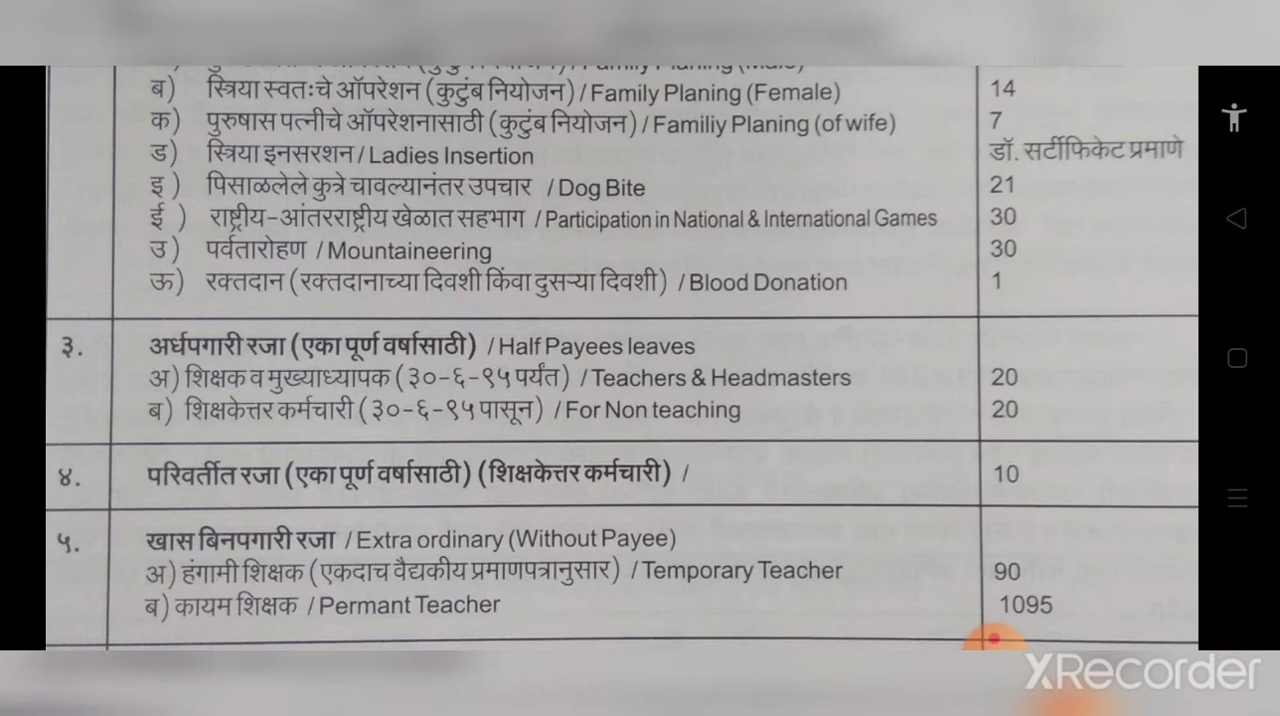 Family Planing (Male)
ब) स्त्रिया स्वतःचे ऑपरेशन (कुटुंब नियोजन) / Family Planing (Female) 14
क) पुरुषास पत्नीचे ऑपरेशनासाठी (कुटुंब नियोजन) / Familiy Planing (of wife) 7
ड) स्त्रिया इनसरशन / Ladies Insertion डॉ. सर्टीफिकेट प्रमाणे
इ) पिसाळलेले कुत्रे चावल्यानंतर उपचार / Dog Bite 21
ई) राष्ट्रीय-आंतरराष्ट्रीय खेळात सहभाग / Participation in National & International Games 30
उ) पर्वतारोहण / Mountaineering 30
ऊ) रक्तदान (रक्तदानाच्या दिवशी किंवा दुसऱ्या दिवशी) / Blood Donation 1
३. अर्धपगारी रजा (एका पूर्ण वर्षासाठी) / Half Payees leaves
अ) शिक्षक व मुख्याध्यापक (३०-६-९५ पर्यंत) / Teachers & Headmasters 20
ब) शिक्षकेत्तर कर्मचारी (३०-६-९५ पासून) / For Non teaching 20
४. परिवर्तीत रजा (एका पूर्ण वर्षासाठी) (शिक्षकेत्तर कर्मचारी) / 10
५. खास बिनपगारी रजा / Extra ordinary (Without Payee)
अ) हंगामी शिक्षक (एकदाच वैद्यकीय प्रमाणपत्रानुसार) / Temporary Teacher 90
ब) कायम शिक्षक / Permant Teacher 1095
XRecorder